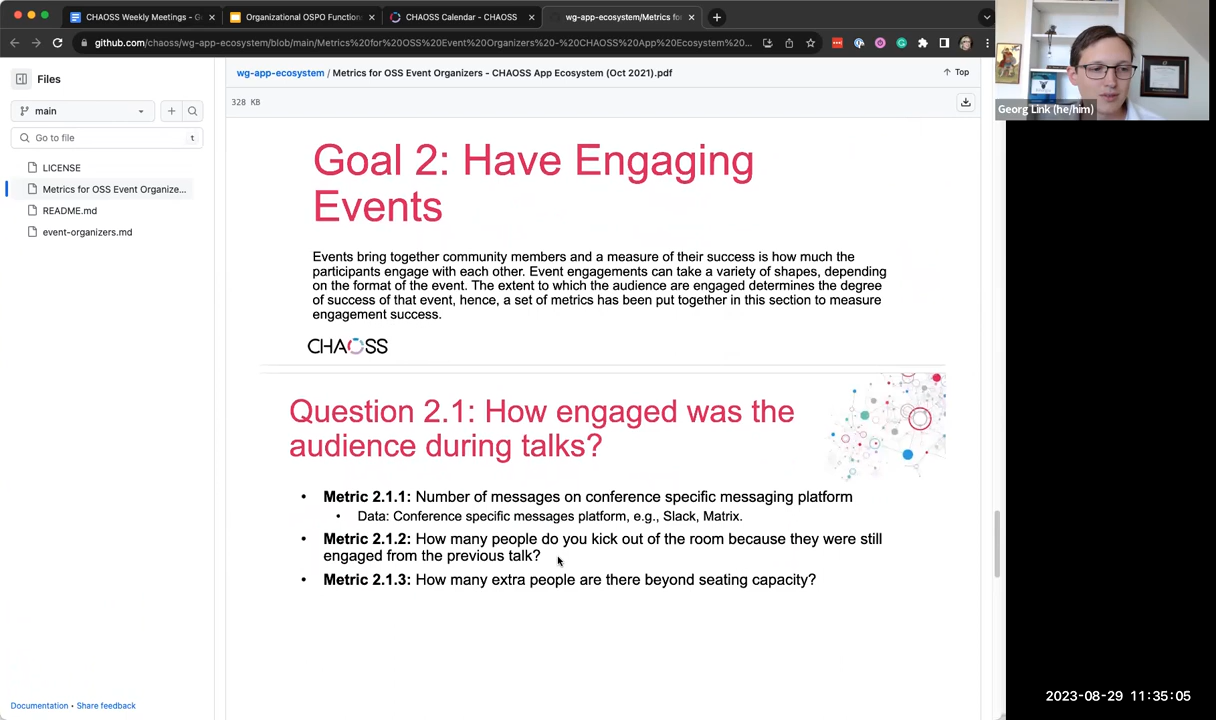 CHAOSS Weekly Meetings - G
Organizational OSPO Function
CHAOSS Calendar - CHAOSS
wg-app-ecosystem/Metrics for
github.com/chaoss/wg-app-ecosystem/blob/main/Metrics%20for%20OSS%20Event%20Organizers%20-%20CHAOSS%20App%20Ecosystem%20...
Files
main
Go to file
t
LICENSE
Metrics for OSS Event Organize...
README.md
event-organizers.md
Documentation • Share feedback
wg-app-ecosystem / Metrics for OSS Event Organizers - CHAOSS App Ecosystem (Oct 2021).pdf
Top
328 KB
Goal 2: Have Engaging
Events
Events bring together community members and a measure of their success is how much the
participants engage with each other. Event engagements can take a variety of shapes, depending
on the format of the event. The extent to which the audience are engaged determines the degree
of success of that event, hence, a set of metrics has been put together in this section to measure
engagement success.
CHAOSS
Question 2.1: How engaged was the
audience during talks?
• Metric 2.1.1: Number of messages on conference specific messaging platform
• Data: Conference specific messages platform, e.g., Slack, Matrix.
• Metric 2.1.2: How many people do you kick out of the room because they were still
engaged from the previous talk?
• Metric 2.1.3: How many extra people are there beyond seating capacity?
Georg Link (he/him)
2023-08-29 11:35:05